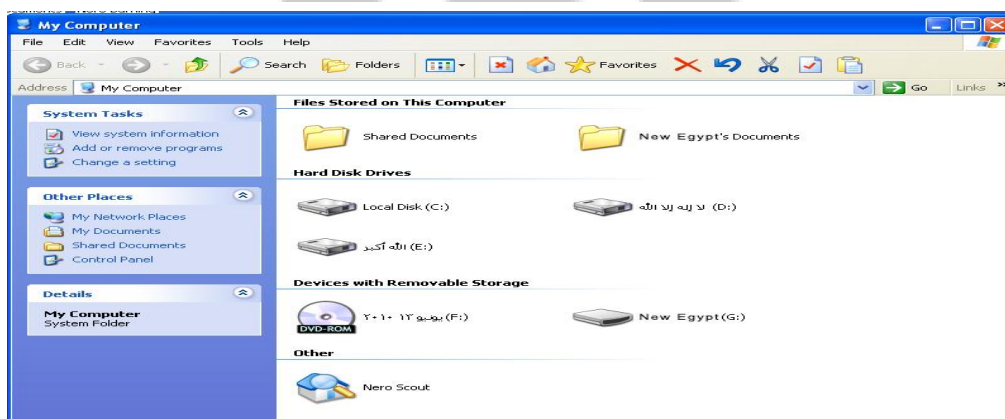 My Computer
File Edit View Favorites Tools Help
Back Search Folders Favorites
Address My Computer Go Links
System Tasks
View system information
Add or remove programs
Change a setting
Other Places
My Network Places
My Documents
Shared Documents
Control Panel
Details
My Computer
System Folder
Files Stored on This Computer
Shared Documents New Egypt's Documents
Hard Disk Drives
Local Disk (C:) لا إله إلا الله (D:)
الله أكبر (E:)
Devices with Removable Storage
DVD-ROM يونيو ١٣ ٢٠١٠ (F:) New Egypt(G:)
Other
Nero Scout